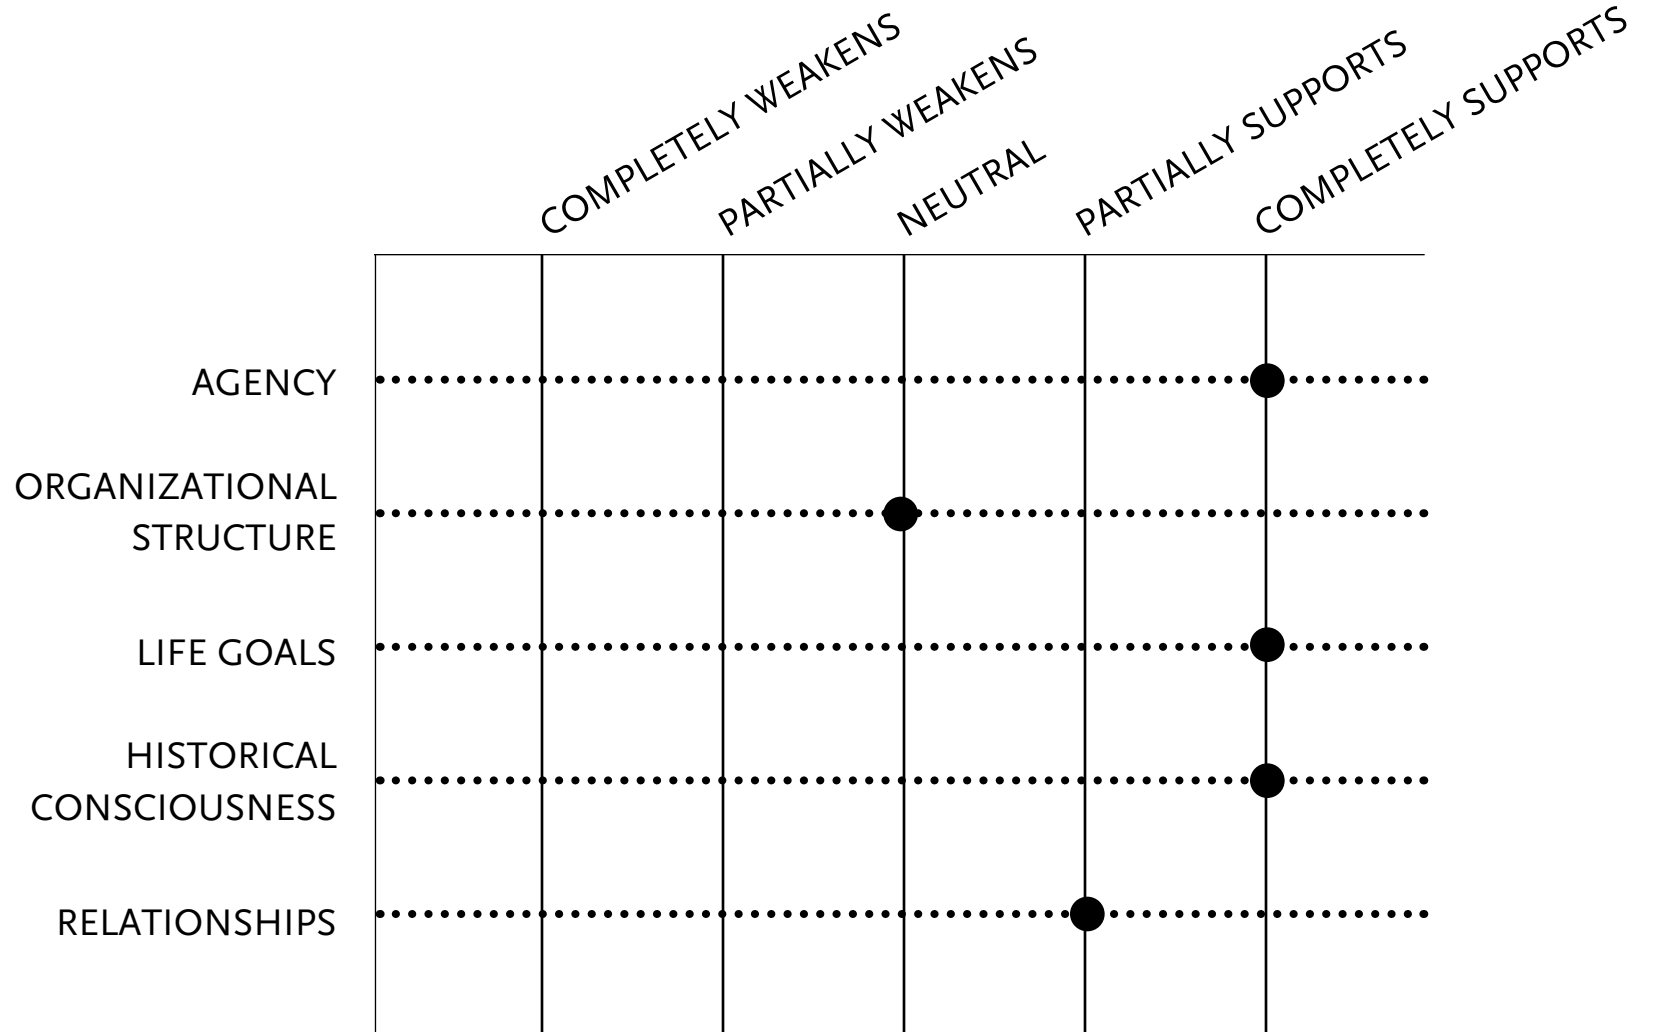 COMPLETELY WEAKENS
PARTIALLY WEAKENS
NEUTRAL
PARTIALLY SUPPORTS
COMPLETELY SUPPORTS
AGENCY
ORGANIZATIONAL
STRUCTURE
LIFE GOALS
HISTORICAL
CONSCIOUSNESS
RELATIONSHIPS